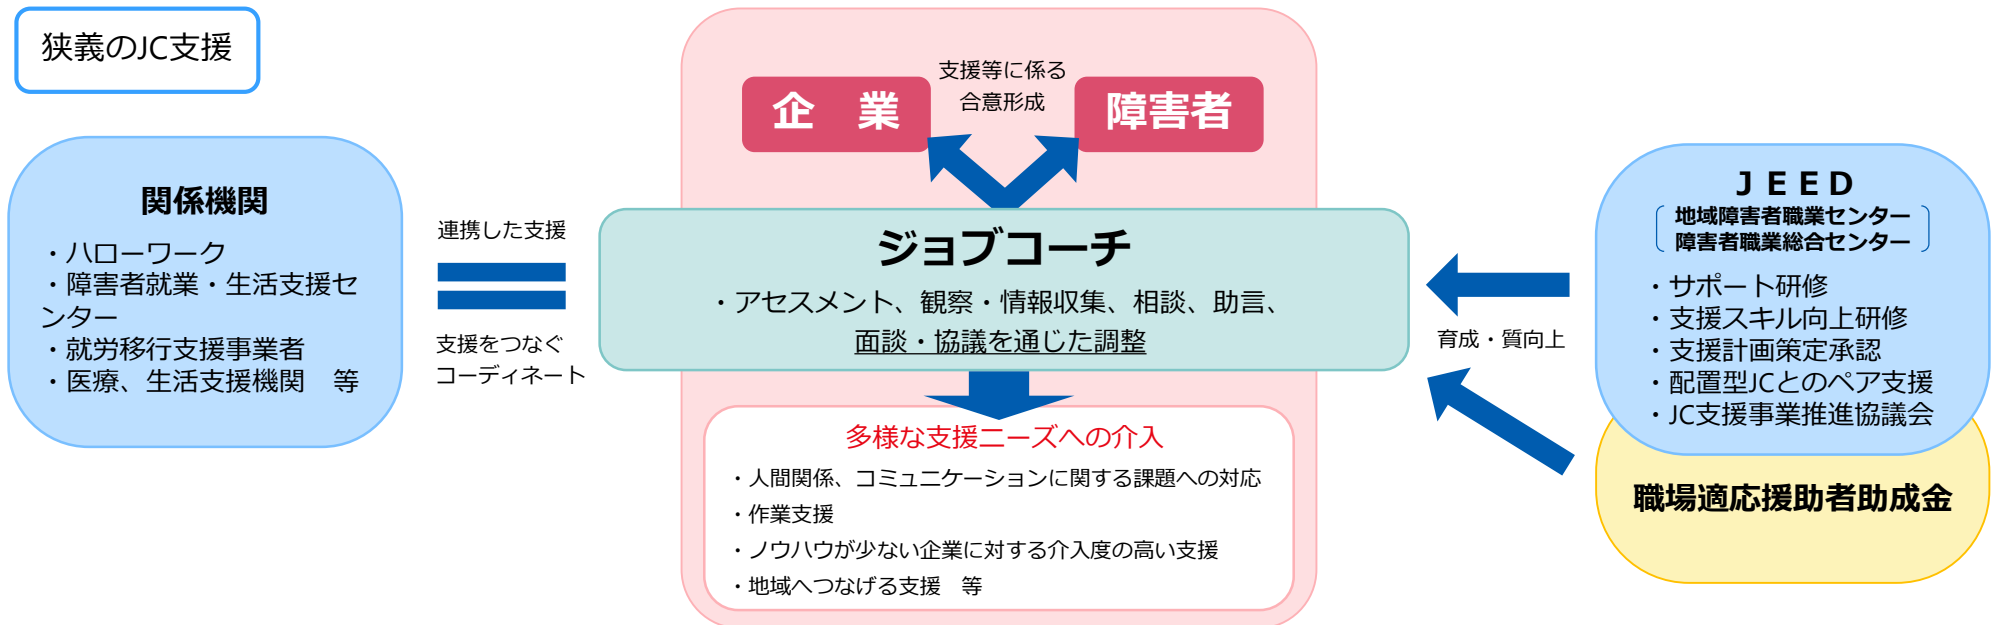 狭義のJC支援
関係機関
・ハローワーク
・障害者就業・生活支援セ
ンター
・就労移行支援事業者
・医療、生活支援機関　等
連携した支援
支援をつなぐ
コーディネート
企　業
支援等に係る
合意形成
障害者
ジョブコーチ
・アセスメント、観察・情報収集、相談、助言、
面談・協議を通じた調整
多様な支援ニーズへの介入
・人間関係、コミュニケーションに関する課題への対応
・作業支援
・ノウハウが少ない企業に対する介入度の高い支援
・地域へつなげる支援　等
育成・質向上
ＪＥＥＤ
地域障害者職業センター
障害者職業総合センター
・サポート研修
・支援スキル向上研修
・支援計画策定承認
・配置型JCとのペア支援
・JC支援事業推進協議会
職場適応援助者助成金